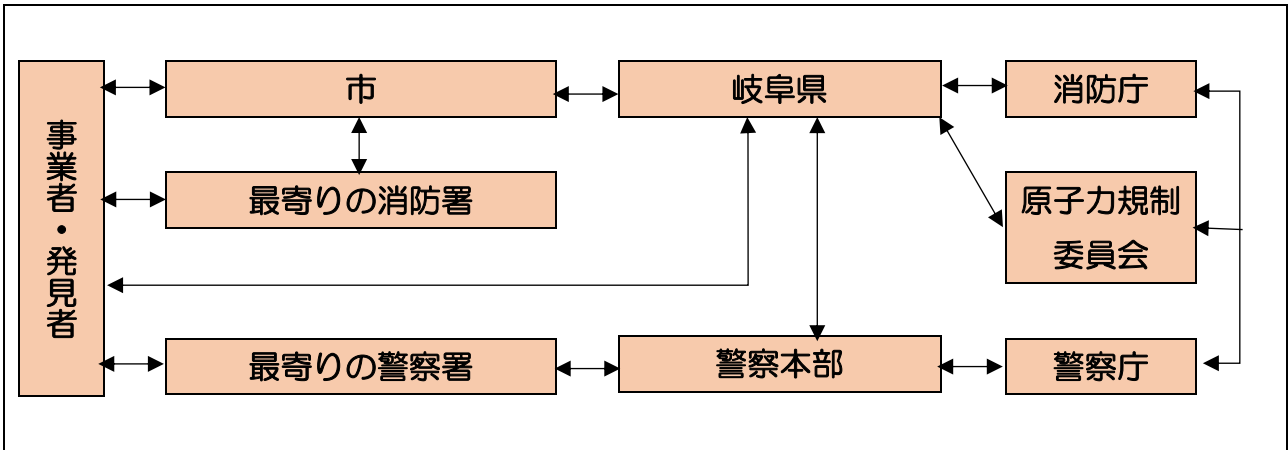 事業者・発見者
市
岐阜県
消防庁
最寄りの消防署
原子力規制
委員会
最寄りの警察署
警察本部
警察庁